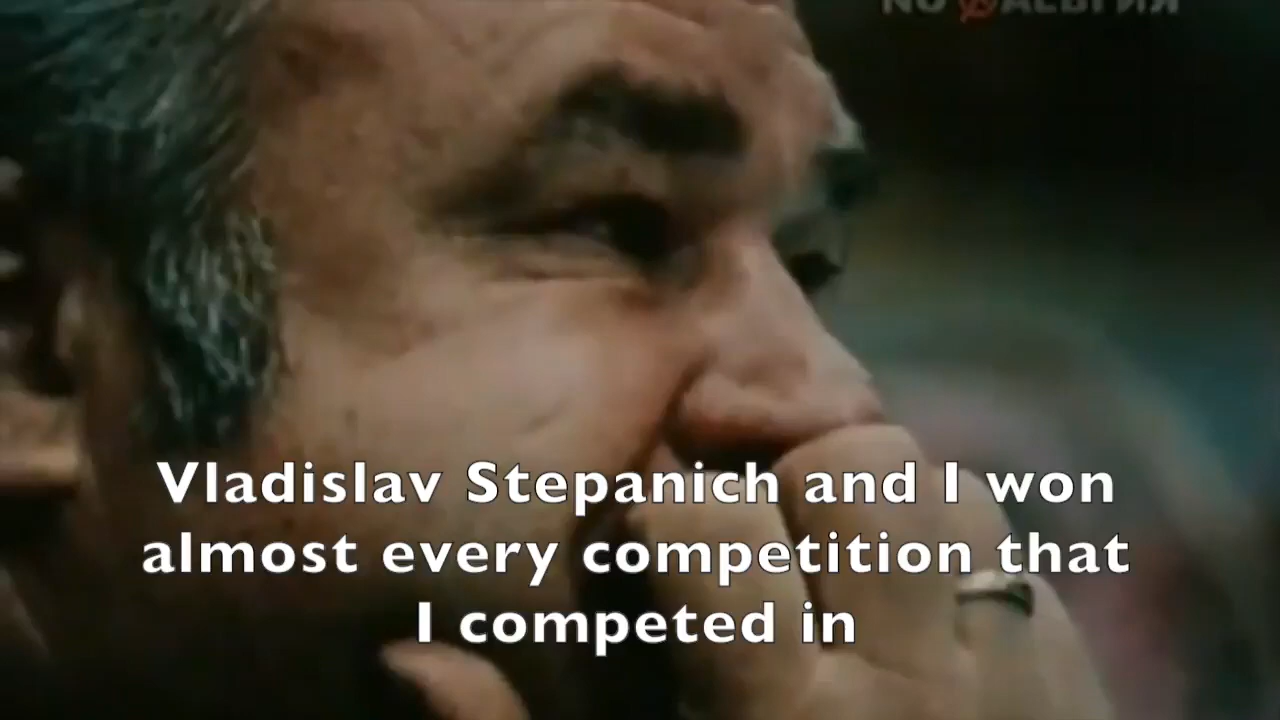 Vladislav Stepanich and I won
almost every competition that
I competed in